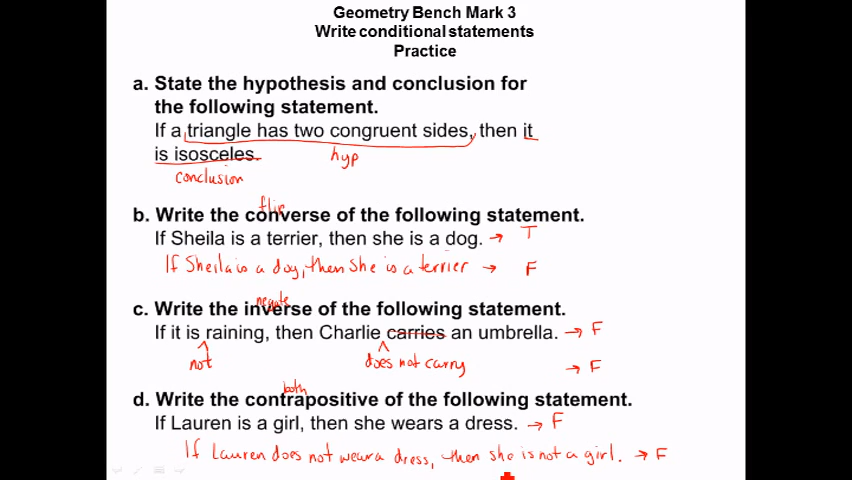 Geometry Bench Mark 3
Write conditional statements
Practice
a. State the hypothesis and conclusion for
the following statement.
If a triangle has two congruent sides, then it
is isosceles.
hyp
conclusion
flip
b. Write the converse of the following statement.
If Sheila is a terrier, then she is a dog. → T
If Sheila is a dog, then she is a terrier → F
negate
c. Write the inverse of the following statement.
If it is raining, then Charlie carries an umbrella. → F
not does not carry → F
both
d. Write the contrapositive of the following statement.
If Lauren is a girl, then she wears a dress. → F
If Lauren does not wear a dress, then she is not a girl. → F